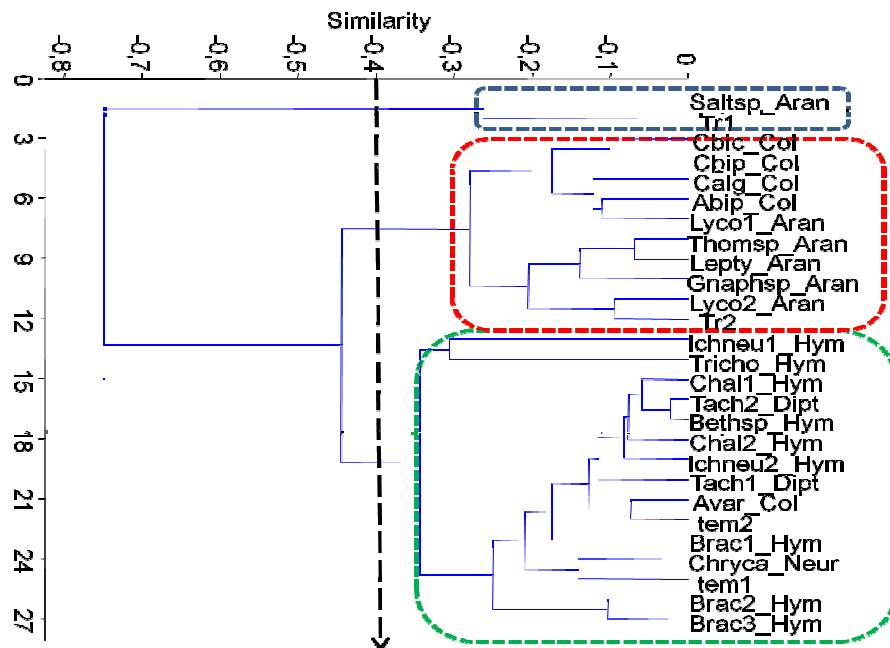 Similarity
-0,8 -0,7 -0,6 -0,5 -0,4 -0,3 -0,2 -0,1 0
0
Saltsp_Aran
Tr1
3
Cbic_Col
Cbip_Col
6
Calg_Col
Abip_Col
Lyco1_Aran
9
Thomsp_Aran
Lepty_Aran
Gnaphsp_Aran
Lyco2_Aran
12
Tr2
Ichneu1_Hym
Tricho_Hym
15
Chal1_Hym
Tach2_Dipt
Bethsp_Hym
18
Chal2_Hym
Ichneu2_Hym
Tach1_Dipt
21
Avar_Col
tem2
Brac1_Hym
24
Chryca_Neur
tem1
Brac2_Hym
27
Brac3_Hym